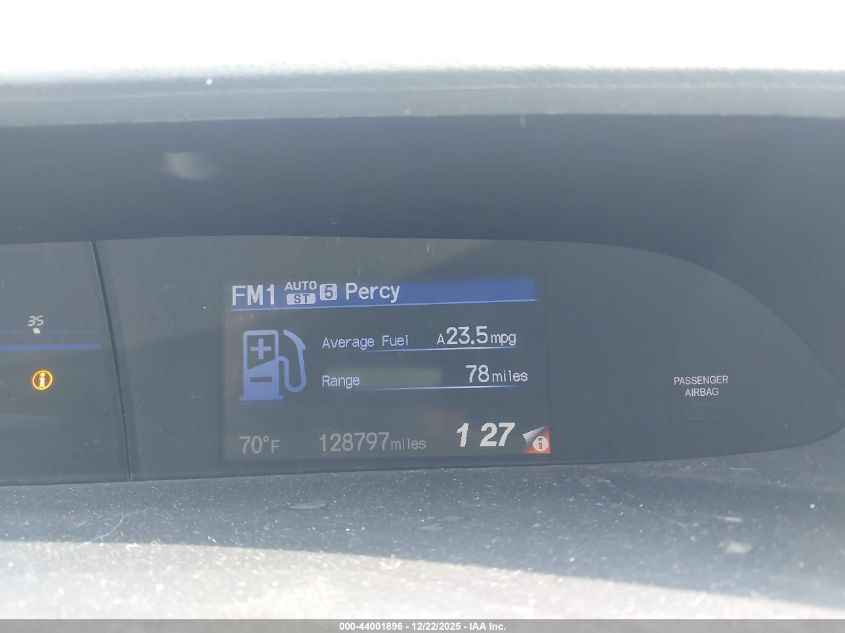 FM1 AUTO ST 5 Percy
35
Average Fuel A23.5mpg
i
Range 78miles
PASSENGER
AIRBAG
70°F 128797miles 1 27 i
000-44001896 - 12/22/2025 - IAA Inc.